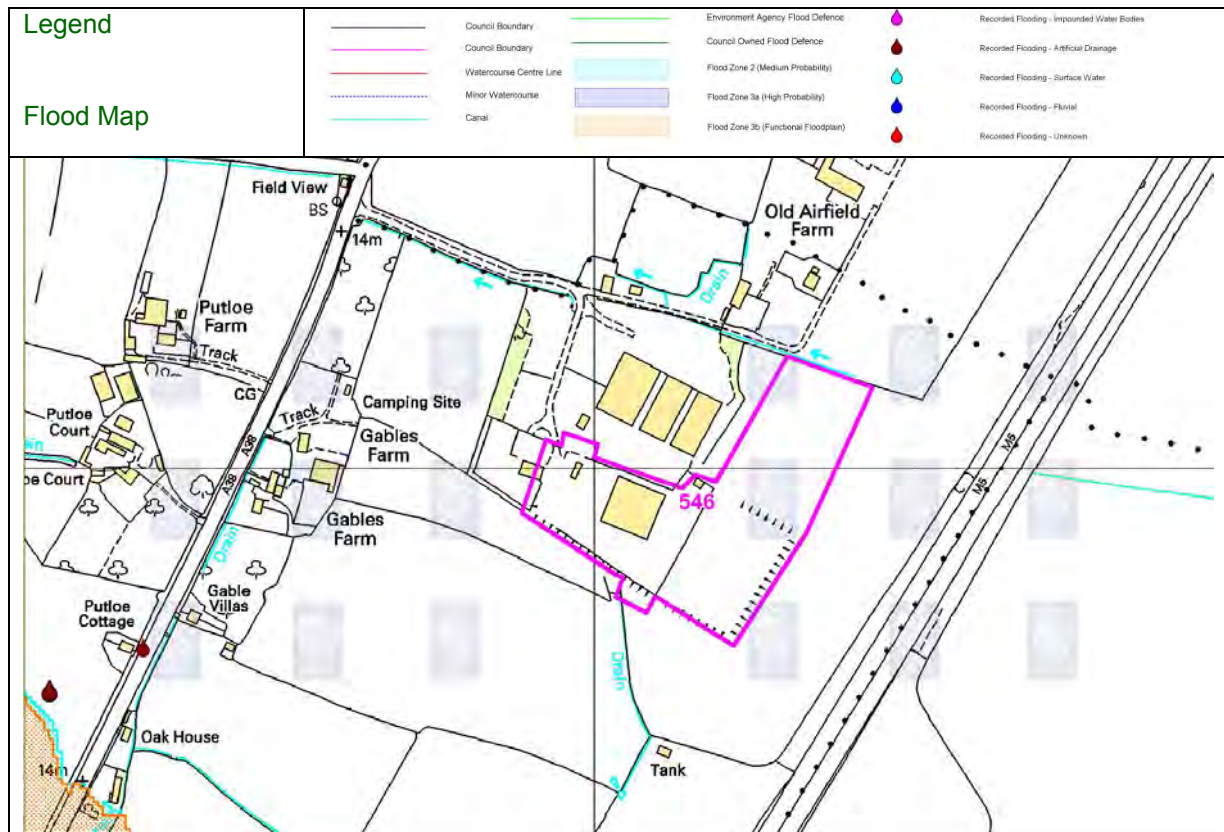 Legend
Flood Map
Council Boundary
Council Boundary
Watercourse Centre Line
Minor Watercourse
Canal
Environment Agency Flood Defence
Council Owned Flood Defence
Flood Zone 2 (Medium Probability)
Flood Zone 3a (High Probability)
Flood Zone 3b (Functional Floodplain)
Recorded Flooding - Impounded Water Bodies
Recorded Flooding - Artificial Drainage
Recorded Flooding - Surface Water
Recorded Flooding - Fluvial
Recorded Flooding - Unknown
Field View
BS
14m
Old Airfield
Farm
Drain
Putloe
Farm
Track
CG
Camping Site
Track
Gables
Farm
Putloe
Court
A38
A38
Gables
Farm
Drain
546
M5
M5
Putloe
Cottage
Gable
Villas
Drain
Oak House
14m
Tank